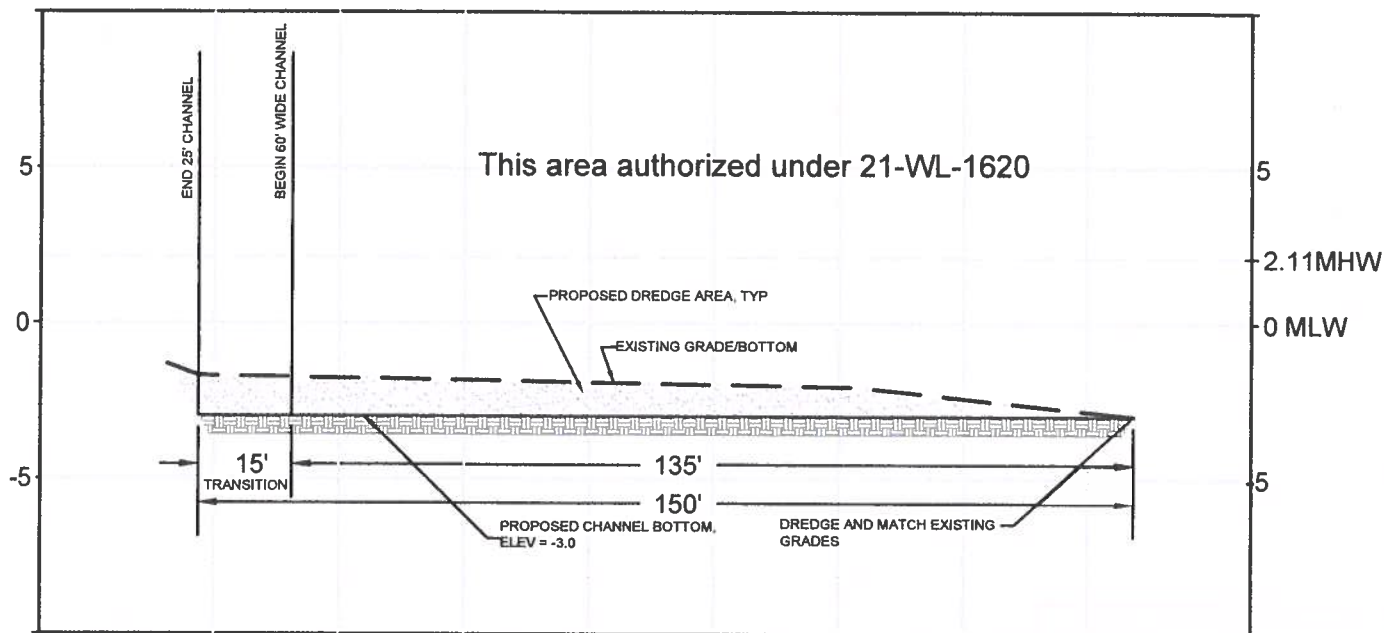 END 25' CHANNEL
BEGIN 60' WIDE CHANNEL
This area authorized under 21-WL-1620
5
5
2.11MHW
PROPOSED DREDGE AREA, TYP
0
0 MLW
EXISTING GRADE/BOTTOM
15'
135'
-5
TRANSITION
5
150'
PROPOSED CHANNEL BOTTOM,
ELEV = -3.0
DREDGE AND MATCH EXISTING
GRADES